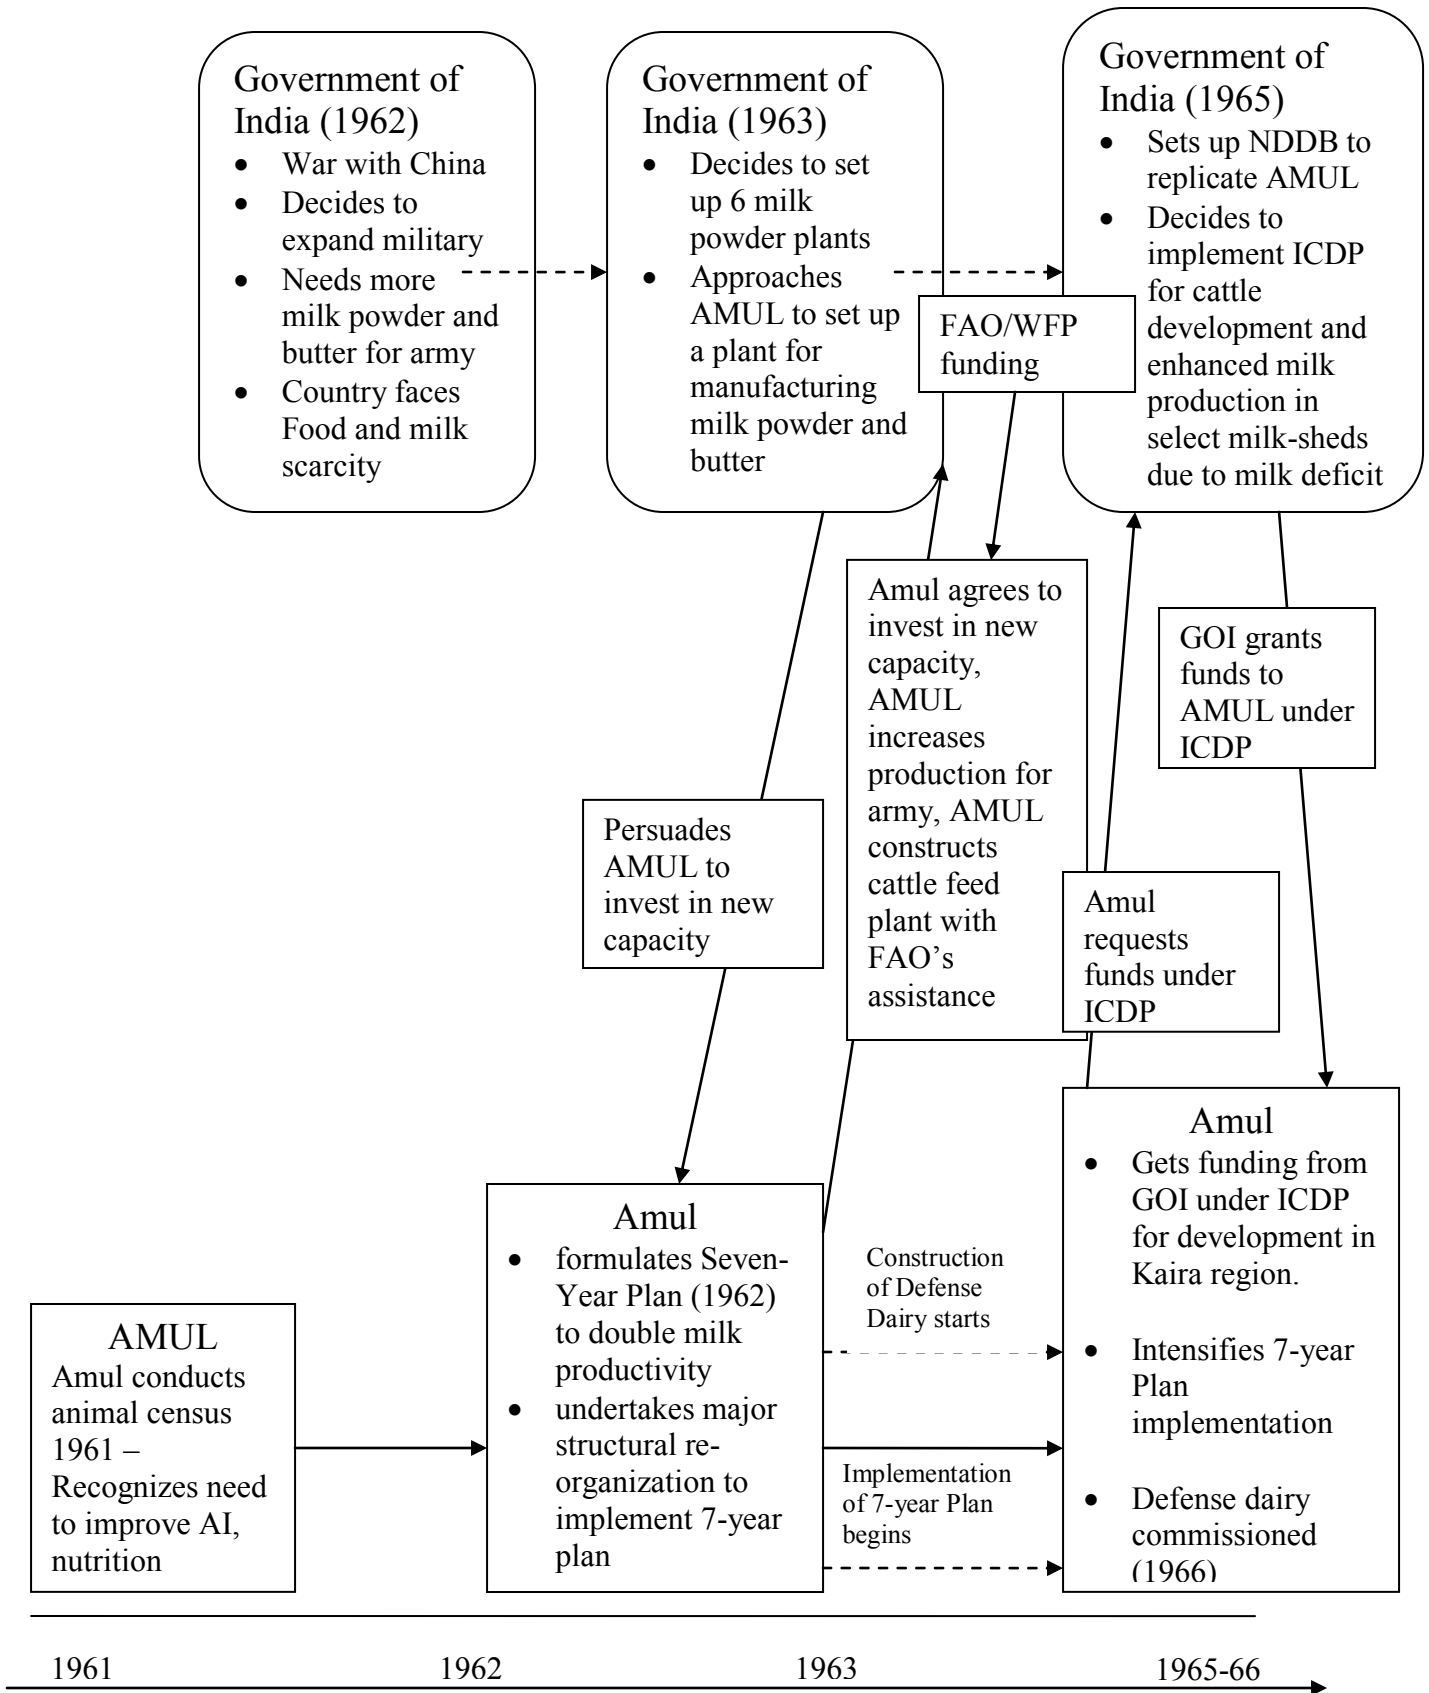 Government of
India (1962)
• War with China
• Decides to
expand military
• Needs more
milk powder and
butter for army
• Country faces
Food and milk
scarcity
Government of
India (1963)
• Decides to set
up 6 milk
powder plants
• Approaches
AMUL to set up
a plant for
manufacturing
milk powder and
butter
Government of
India (1965)
• Sets up NDDB to
replicate AMUL
• Decides to
implement ICDP
for cattle
development and
enhanced milk
production in
select milk-sheds
due to milk deficit
FAO/WFP
funding
Amul agrees to
invest in new
capacity,
AMUL
increases
production for
army, AMUL
constructs
cattle feed
plant with
FAO’s
assistance
GOI grants
funds to
AMUL under
ICDP
Persuades
AMUL to
invest in new
capacity
Amul
requests
funds under
ICDP
AMUL
Amul conducts
animal census
1961 –
Recognizes need
to improve AI,
nutrition
Amul
• formulates Seven-
Year Plan (1962)
to double milk
productivity
• undertakes major
structural re-
organization to
implement 7-year
plan
Construction
of Defense
Dairy starts
Implementation
of 7-year Plan
begins
Amul
• Gets funding from
GOI under ICDP
for development in
Kaira region.
• Intensifies 7-year
Plan
implementation
• Defense dairy
commissioned
(1966)
1961 1962 1963 1965-66